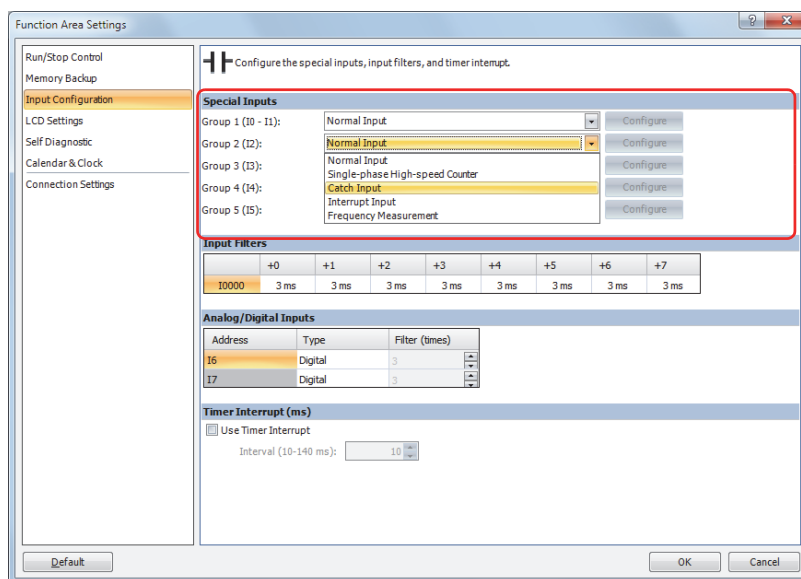 Function Area Settings
?
X
Run/Stop Control
Memory Backup
Input Configuration
LCD Settings
Self Diagnostic
Calendar & Clock
Connection Settings
Configure the special inputs, input filters, and timer interrupt.
Special Inputs
Group 1 (I0 - I1): Normal Input Configure
Group 2 (I2): Normal Input Configure
Normal Input
Single-phase High-speed Counter
Group 3 (I3): Configure
Group 4 (I4): Catch Input Configure
Interrupt Input
Group 5 (I5): Configure
Frequency Measurement
Input Filters
+0 +1 +2 +3 +4 +5 +6 +7
I0000 3 ms 3 ms 3 ms 3 ms 3 ms 3 ms 3 ms 3 ms
Analog/Digital Inputs
Address Type Filter (times)
I6 Digital 3
I7 Digital 3
Timer Interrupt (ms)
Use Timer Interrupt
Interval (10-140 ms): 10
Default OK Cancel